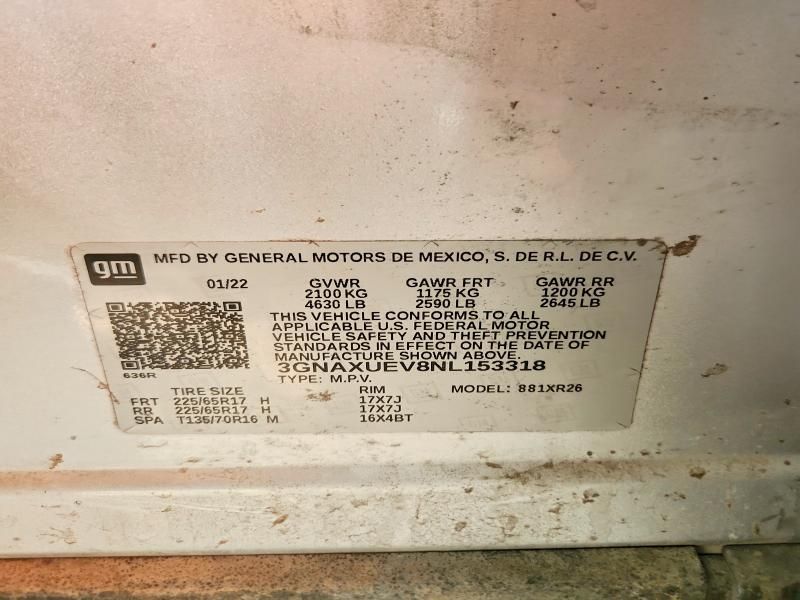 gm MFD BY GENERAL MOTORS DE MEXICO, S. DE R.L. DE C.V.
01/22 GVWR GAWR FRT GAWR RR
2100 KG 1175 KG 1200 KG
4630 LB 2590 LB 2645 LB
THIS VEHICLE CONFORMS TO ALL
APPLICABLE U.S. FEDERAL MOTOR
VEHICLE SAFETY AND THEFT PREVENTION
STANDARDS IN EFFECT ON THE DATE OF
MANUFACTURE SHOWN ABOVE.
3GNAXUEV8NL153318
636R TYPE: M.P.V.
TIRE SIZE RIM MODEL: 881XR26
FRT 225/65R17 H 17X7J
RR 225/65R17 H 17X7J
SPA T135/70R16 M 16X4BT